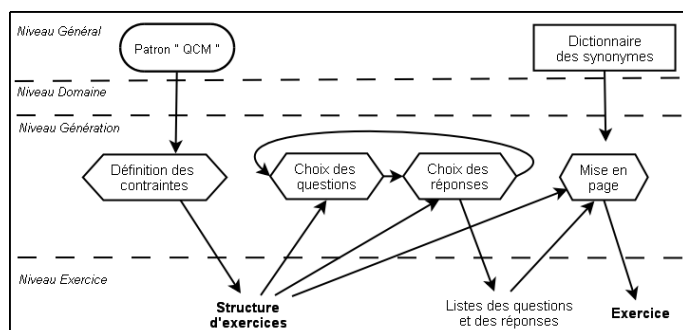 Niveau Général
Patron " QCM "
Dictionnaire
des synonymes
Niveau Domaine
Niveau Génération
Définition des
contraintes
Choix des
questions
Choix des
réponses
Mise en
page
Niveau Exercice
Structure
d'exercices
Listes des questions
et des réponses
Exercice